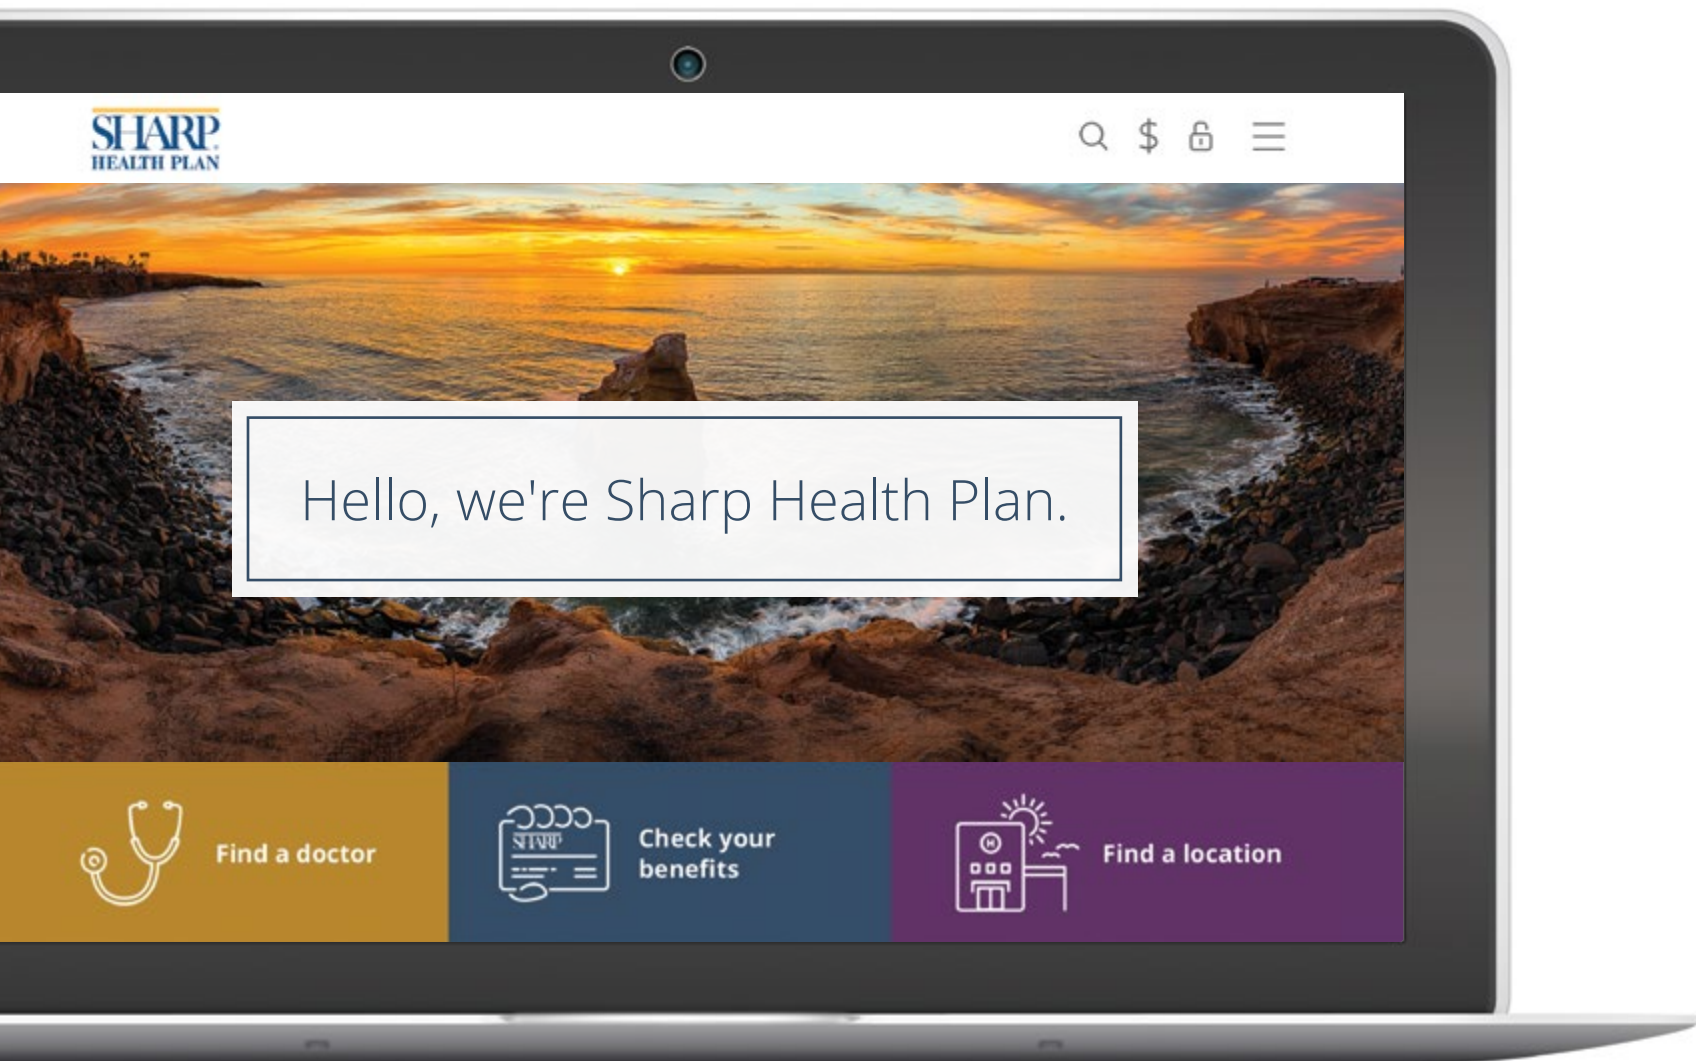 SHARP
HEALTH PLAN
$
Hello, we're Sharp Health Plan.
Find a doctor
SHARP
Check your
benefits
H
Find a location